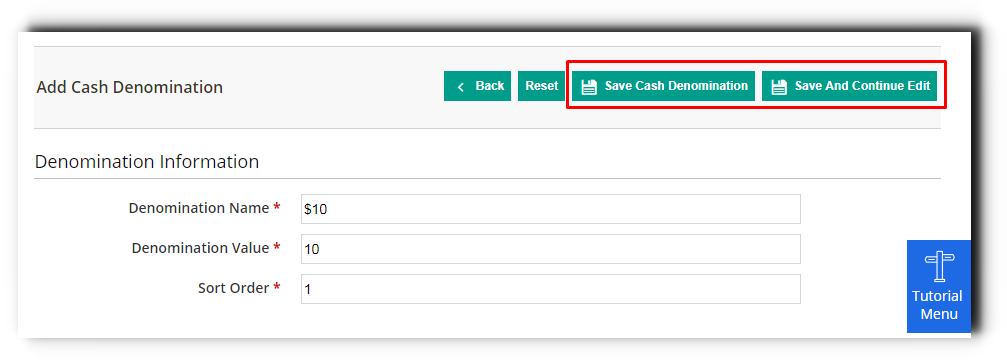 Add Cash Denomination
Back Reset Save Cash Denomination Save And Continue Edit
Denomination Information
Denomination Name * $10
Denomination Value * 10
Sort Order * 1
Tutorial
Menu